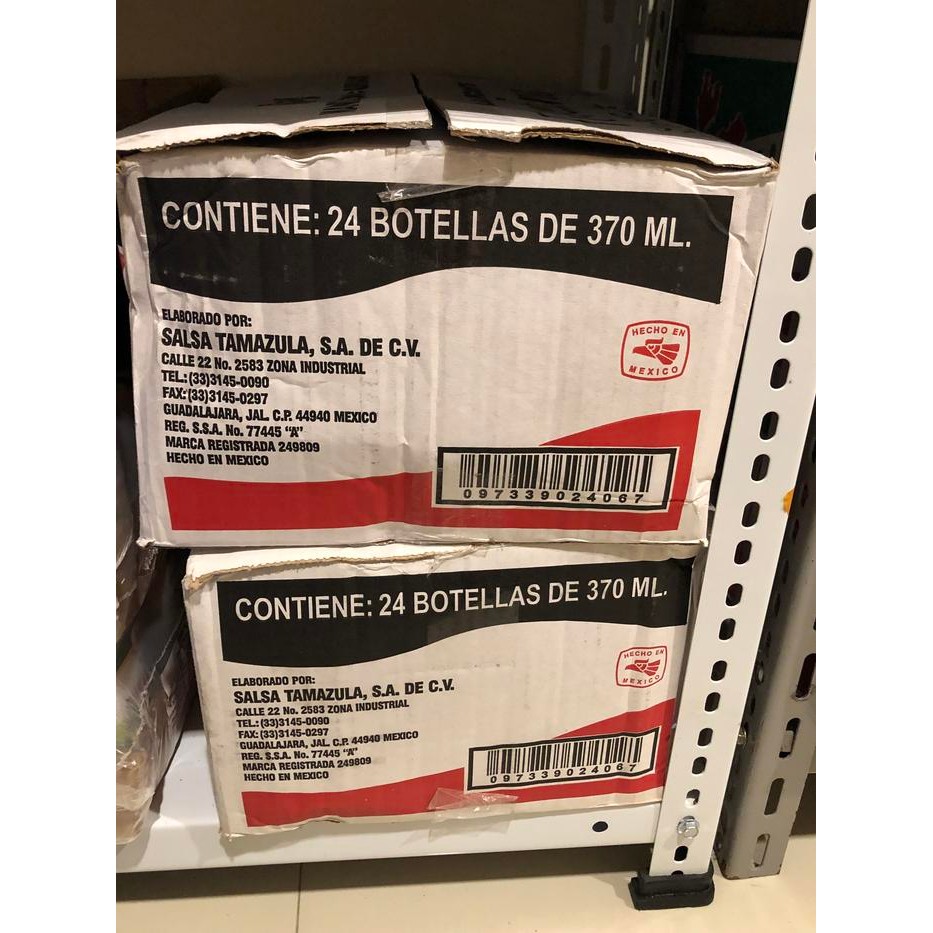 CONTIENE: 24 BOTELLAS DE 370 ML.
ELABORADO POR:
SALSA TAMAZULA, S.A. DE C.V.
CALLE 22 No. 2583 ZONA INDUSTRIAL
TEL.:(33)3145-0090
FAX:(33)3145-0297
GUADALAJARA, JAL. C.P. 44940 MEXICO
REG. S.S.A. No. 77445 "A"
MARCA REGISTRADA 249809
HECHO EN MEXICO
HECHO EN
MEXICO
097339024067
CONTIENE: 24 BOTELLAS DE 370 ML.
ELABORADO POR:
SALSA TAMAZULA, S.A. DE C.V.
CALLE 22 No. 2583 ZONA INDUSTRIAL
TEL.:(33)3145-0090
FAX:(33)3145-0297
GUADALAJARA, JAL. C.P. 44940 MEXICO
REG. S.S.A. No. 77445 "A"
MARCA REGISTRADA 249809
HECHO EN MEXICO
HECHO EN
MEXICO
097339024067